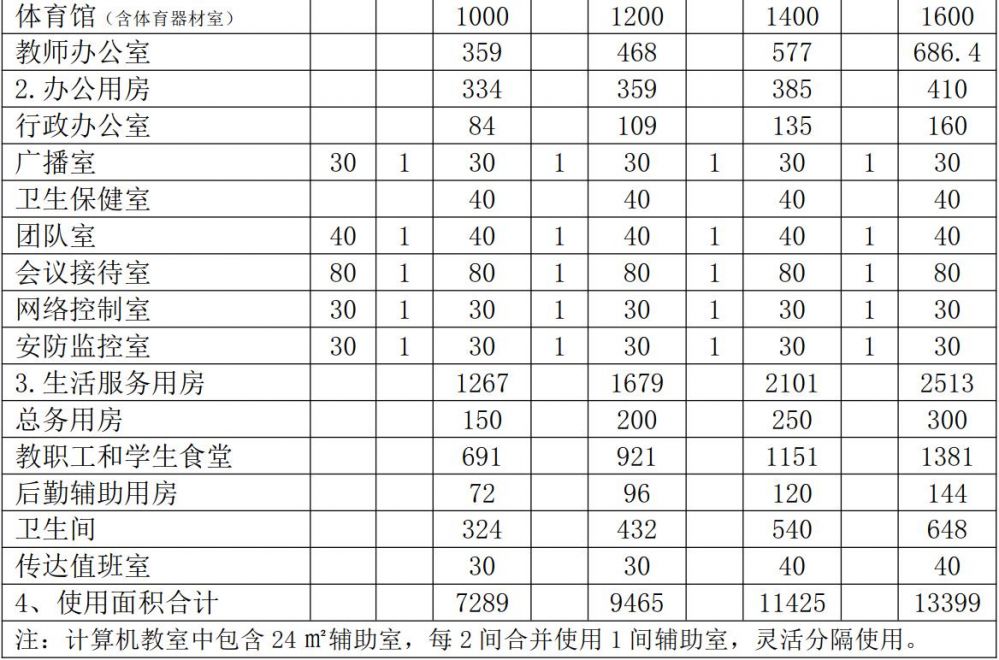 体育馆（含体育器材室） 1000 1200 1400 1600
教师办公室 359 468 577 686.4
2.办公用房 334 359 385 410
行政办公室 84 109 135 160
广播室 30 1 30 1 30 1 30 1 30
卫生保健室 40 40 40 40
团队室 40 1 40 1 40 1 40 1 40
会议接待室 80 1 80 1 80 1 80 1 80
网络控制室 30 1 30 1 30 1 30 1 30
安防监控室 30 1 30 1 30 1 30 1 30
3.生活服务用房 1267 1679 2101 2513
总务用房 150 200 250 300
教职工和学生食堂 691 921 1151 1381
后勤辅助用房 72 96 120 144
卫生间 324 432 540 648
传达值班室 30 30 40 40
4、使用面积合计 7289 9465 11425 13399
注：计算机教室中包含24㎡辅助室，每2间合并使用1间辅助室，灵活分隔使用。